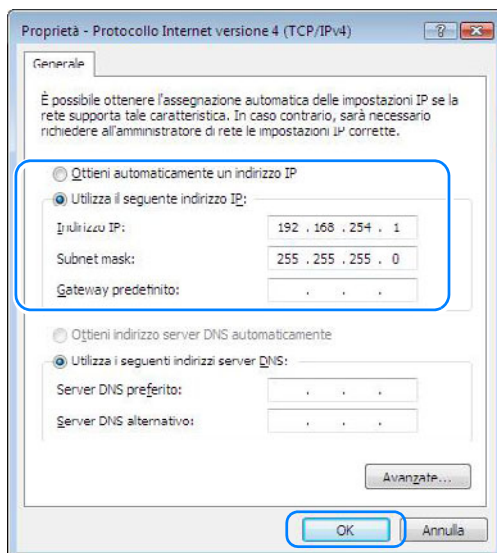 Proprietà - Protocollo Internet versione 4 (TCP/IPv4)
Generale
È possibile ottenere l'assegnazione automatica delle impostazioni IP se la
rete supporta tale caratteristica. In caso contrario, sarà necessario
richiedere all'amministratore di rete le impostazioni IP corrette.
Ottieni automaticamente un indirizzo IP
Utilizza il seguente indirizzo IP:
Indirizzo IP: 192 . 168 . 254 . 1
Subnet mask: 255 . 255 . 255 . 0
Gateway predefinito: . . .
Ottieni indirizzo server DNS automaticamente
Utilizza i seguenti indirizzi server DNS:
Server DNS preferito: . . .
Server DNS alternativo: . . .
Avanzate...
OK Annulla